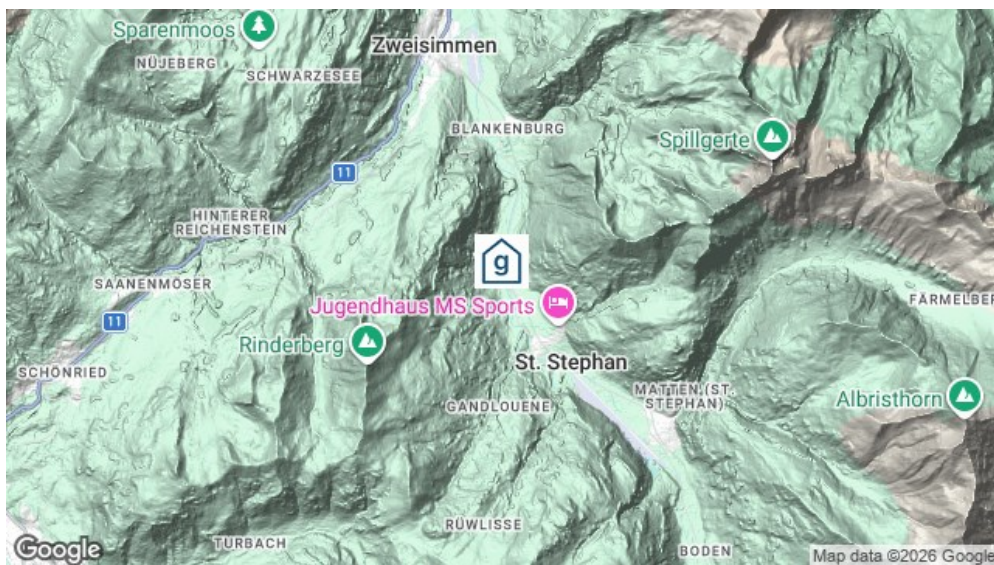 Sparenmoos
Zweisimmen
NÜJEBERG
SCHWARZESEE
BLANKENBURG
Spillgerte
11
HINTERER
REICHENSTEIN
g
SAANENMÖSER
Jugendhaus MS Sports
FÄRMELBER
11
Rinderberg
St. Stephan
SCHÖNRIED
MATTEN (ST.
STEPHAN)
Albristhorn
GANDLOUENE
RÜWLISSE
TURBACH
BODEN
Google
Map data ©2026 Google